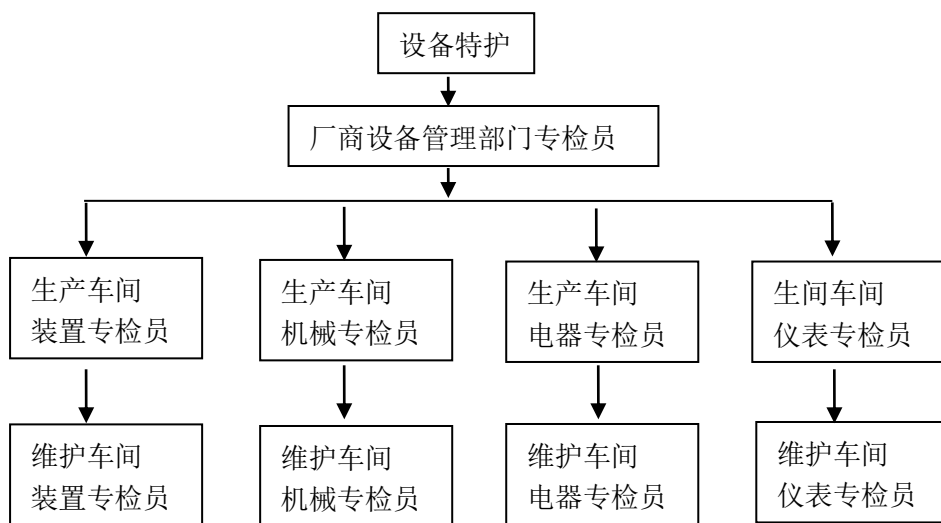 设备特护
厂商设备管理部门专检员
生产车间
装置专检员
生产车间
机械专检员
生产车间
电器专检员
生间车间
仪表专检员
维护车间
装置专检员
维护车间
机械专检员
维护车间
电器专检员
维护车间
仪表专检员